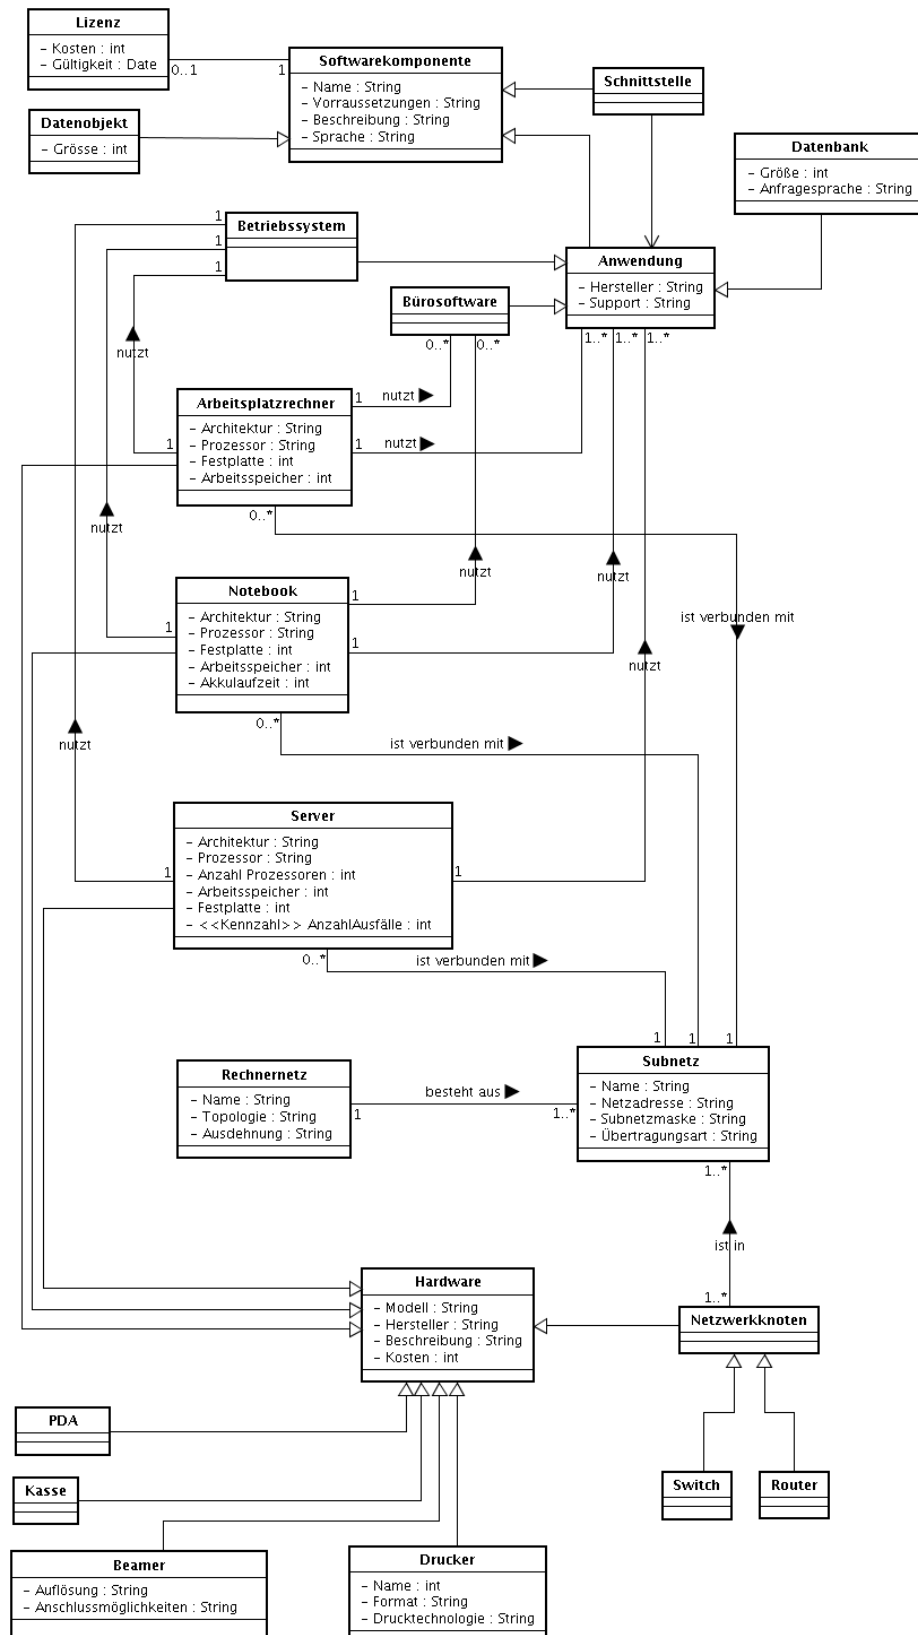 Lizenz
- Kosten : int
- Gültigkeit : Date
0..1
1
Softwarekomponente
- Name : String
- Vorraussetzungen : String
- Beschreibung : String
- Sprache : String
Schnittstelle
Datenobjekt
- Grösse : int
Datenbank
- Größe : int
- Anfragesprache : String
Betriebssystem
1
1
1
Anwendung
- Hersteller : String
- Support : String
Bürosoftware
0..*
0..*
1..*
1..*
1..*
nutzt
Arbeitsplatzrechner
- Architektur : String
- Prozessor : String
- Festplatte : int
- Arbeitsspeicher : int
1
nutzt
1
nutzt
1
0..*
nutzt
nutzt
nutzt
Notebook
- Architektur : String
- Prozessor : String
- Festplatte : int
- Arbeitsspeicher : int
- Akkulaufzeit : int
1
1
1
0..*
ist verbunden mit
nutzt
nutzt
ist verbunden mit
Server
- Architektur : String
- Prozessor : String
- Anzahl Prozessoren : int
- Arbeitsspeicher : int
- Festplatte : int
- <<Kennzahl>> AnzahlAusfälle : int
1
1
0..*
ist verbunden mit
1
1
1
Rechnernetz
- Name : String
- Topologie : String
- Ausdehnung : String
1
besteht aus
1..*
Subnetz
- Name : String
- Netzadresse : String
- Subnetzmaske : String
- Übertragungsart : String
1..*
ist in
1..*
Hardware
- Modell : String
- Hersteller : String
- Beschreibung : String
- Kosten : int
Netzwerkknoten
PDA
Kasse
Switch
Router
Beamer
- Auflösung : String
- Anschlussmöglichkeiten : String
Drucker
- Name : int
- Format : String
- Drucktechnologie : String